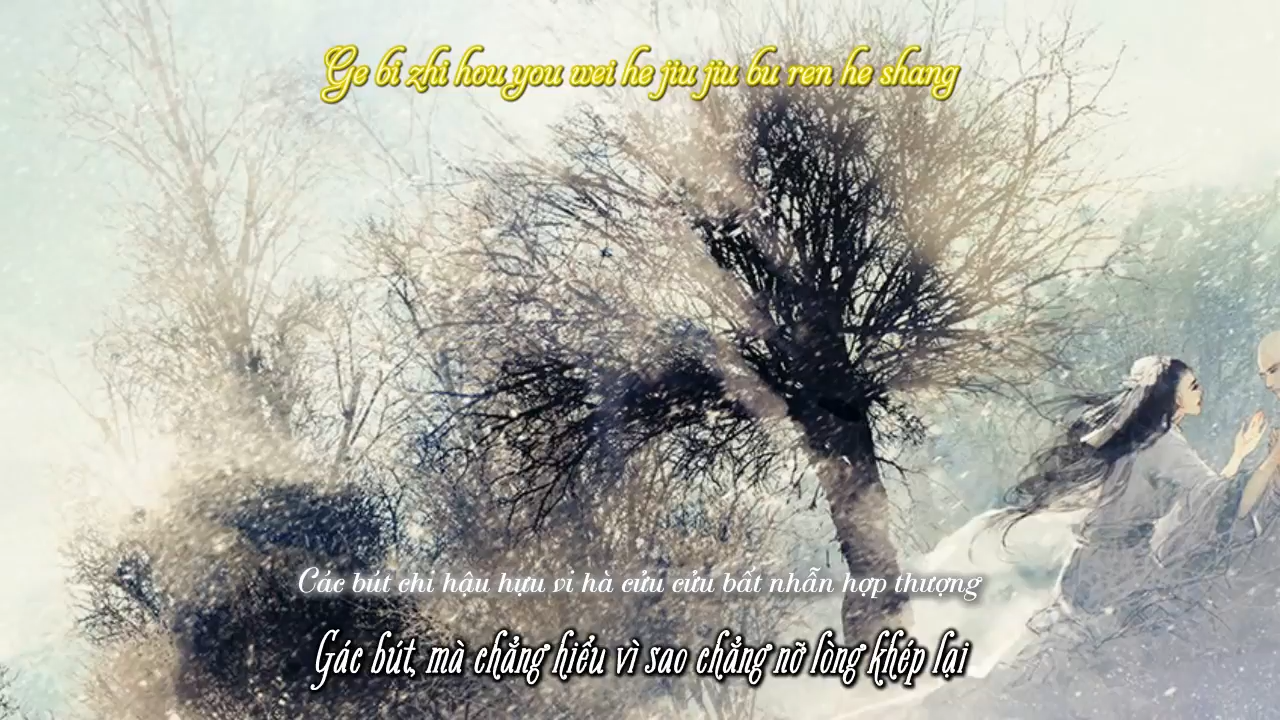 Ge bi zhi hou you wei he jiu jiu bu ren he shang
Các bút chi hậu hựu vi hà cửu cửu bất nhẫn hợp thượng
Gác bút, mà chẳng hiểu vì sao chẳng nỡ lòng khép lại